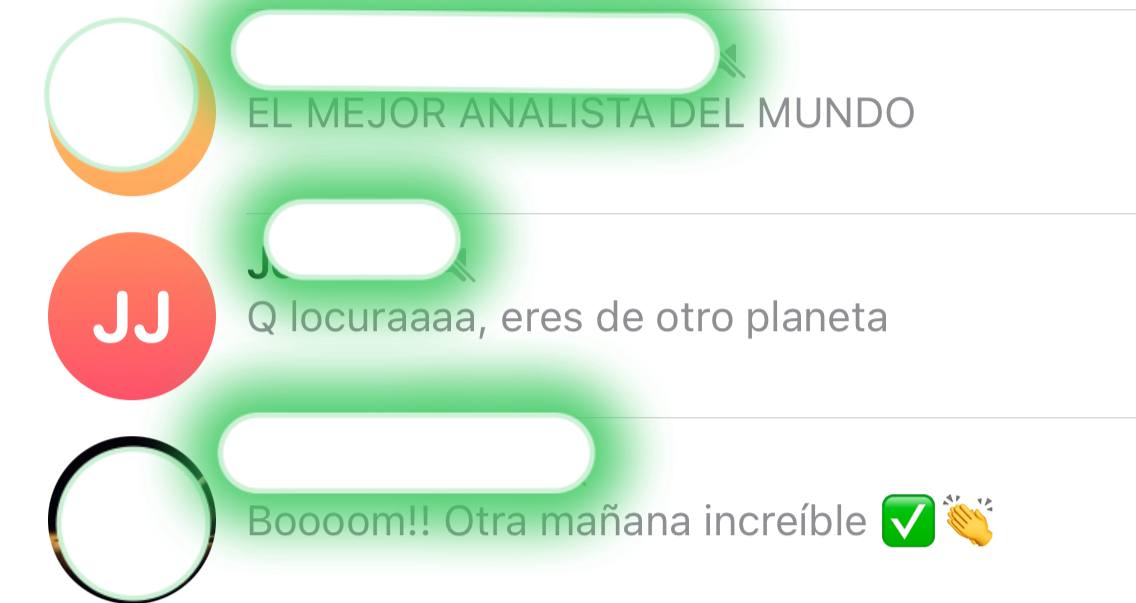 EL MEJOR ANALISTA DEL MUNDO
JJ
Q locuraaaa, eres de otro planeta
Boooom!! Otra mañana increíble ✅👏